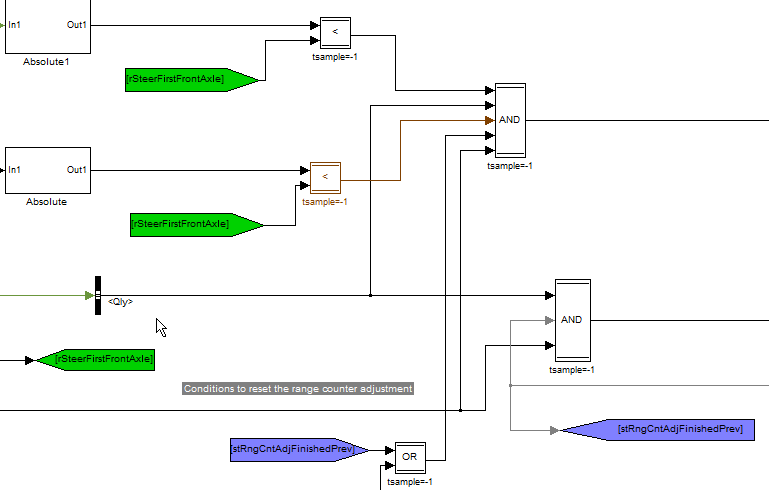 In1 Out1
Absolute1
<
tsample=-1
[rSteerFirstFrontAxle]
AND
tsample=-1
In1 Out1
Absolute
<
tsample=-1
[rSteerFirstFrontAxle]
<Qly>
AND
tsample=-1
[rSteerFirstFrontAxle]
Conditions to reset the range counter adjustment
[stRngCntAdjFinishedPrev]
[stRngCntAdjFinishedPrev]
OR
tsample=-1